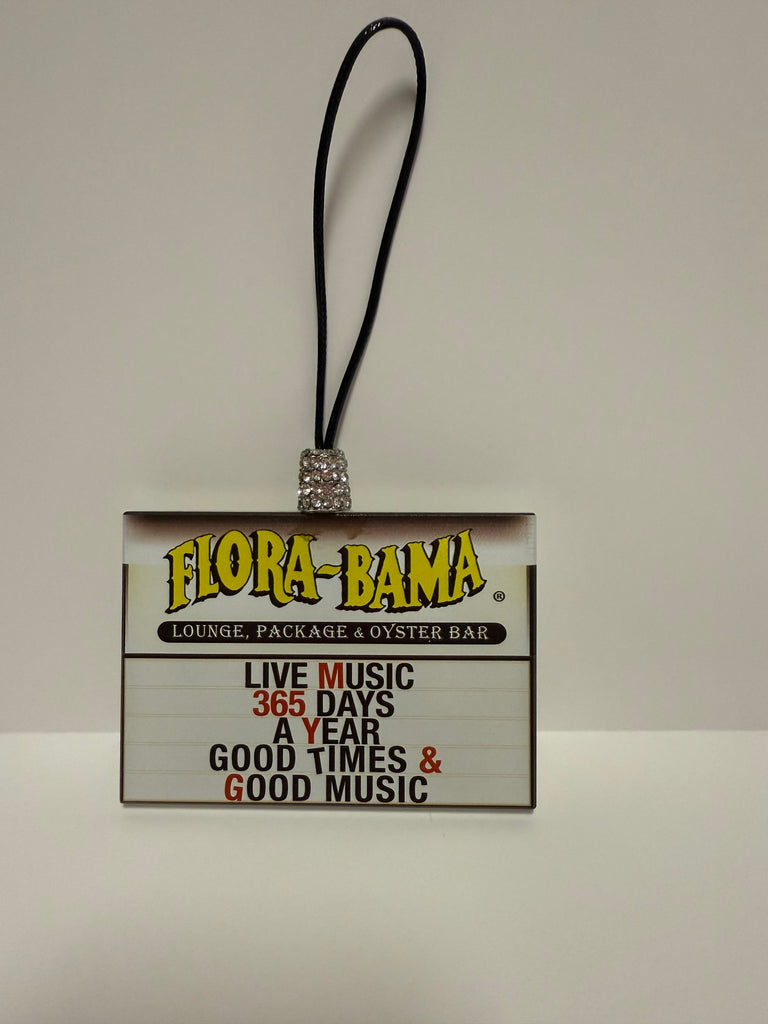 FLORA-BAMA ®
LOUNGE, PACKAGE & OYSTER BAR
LIVE MUSIC
365 DAYS
A YEAR
GOOD TIMES &
GOOD MUSIC